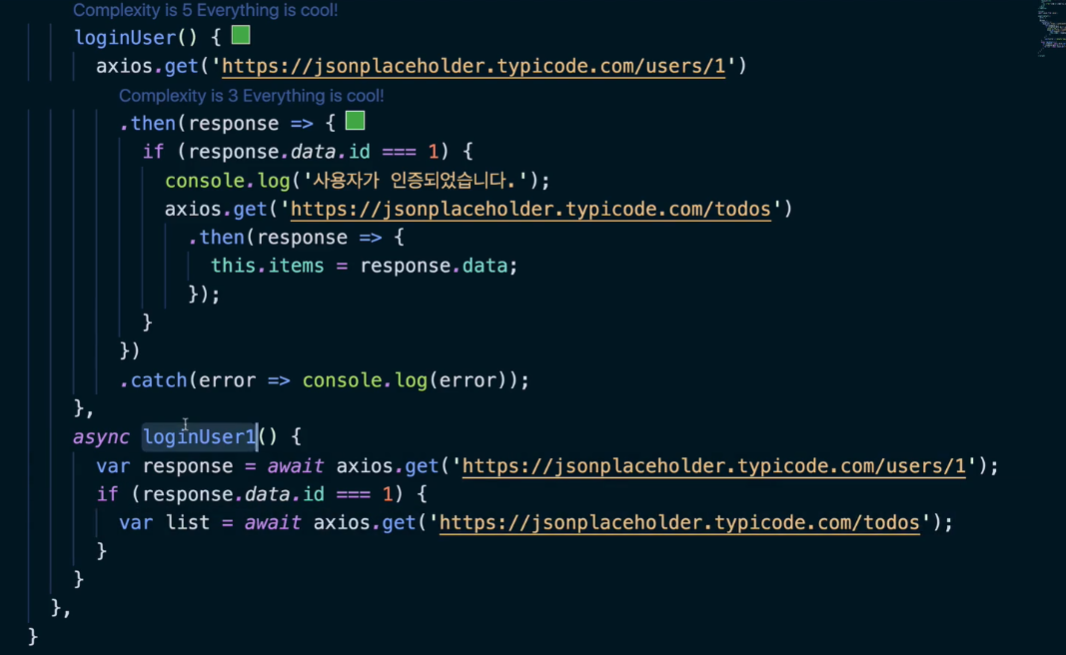 Complexity is 5 Everything is cool!
loginUser() {
axios.get('https://jsonplaceholder.typicode.com/users/1')
Complexity is 3 Everything is cool!
.then(response => {
if (response.data.id === 1) {
console.log('사용자가 인증되었습니다.');
axios.get('https://jsonplaceholder.typicode.com/todos')
.then(response => {
this.items = response.data;
});
}
})
.catch(error => console.log(error));
},
async loginUser1() {
var response = await axios.get('https://jsonplaceholder.typicode.com/users/1');
if (response.data.id === 1) {
var list = await axios.get('https://jsonplaceholder.typicode.com/todos');
}
}
},
}